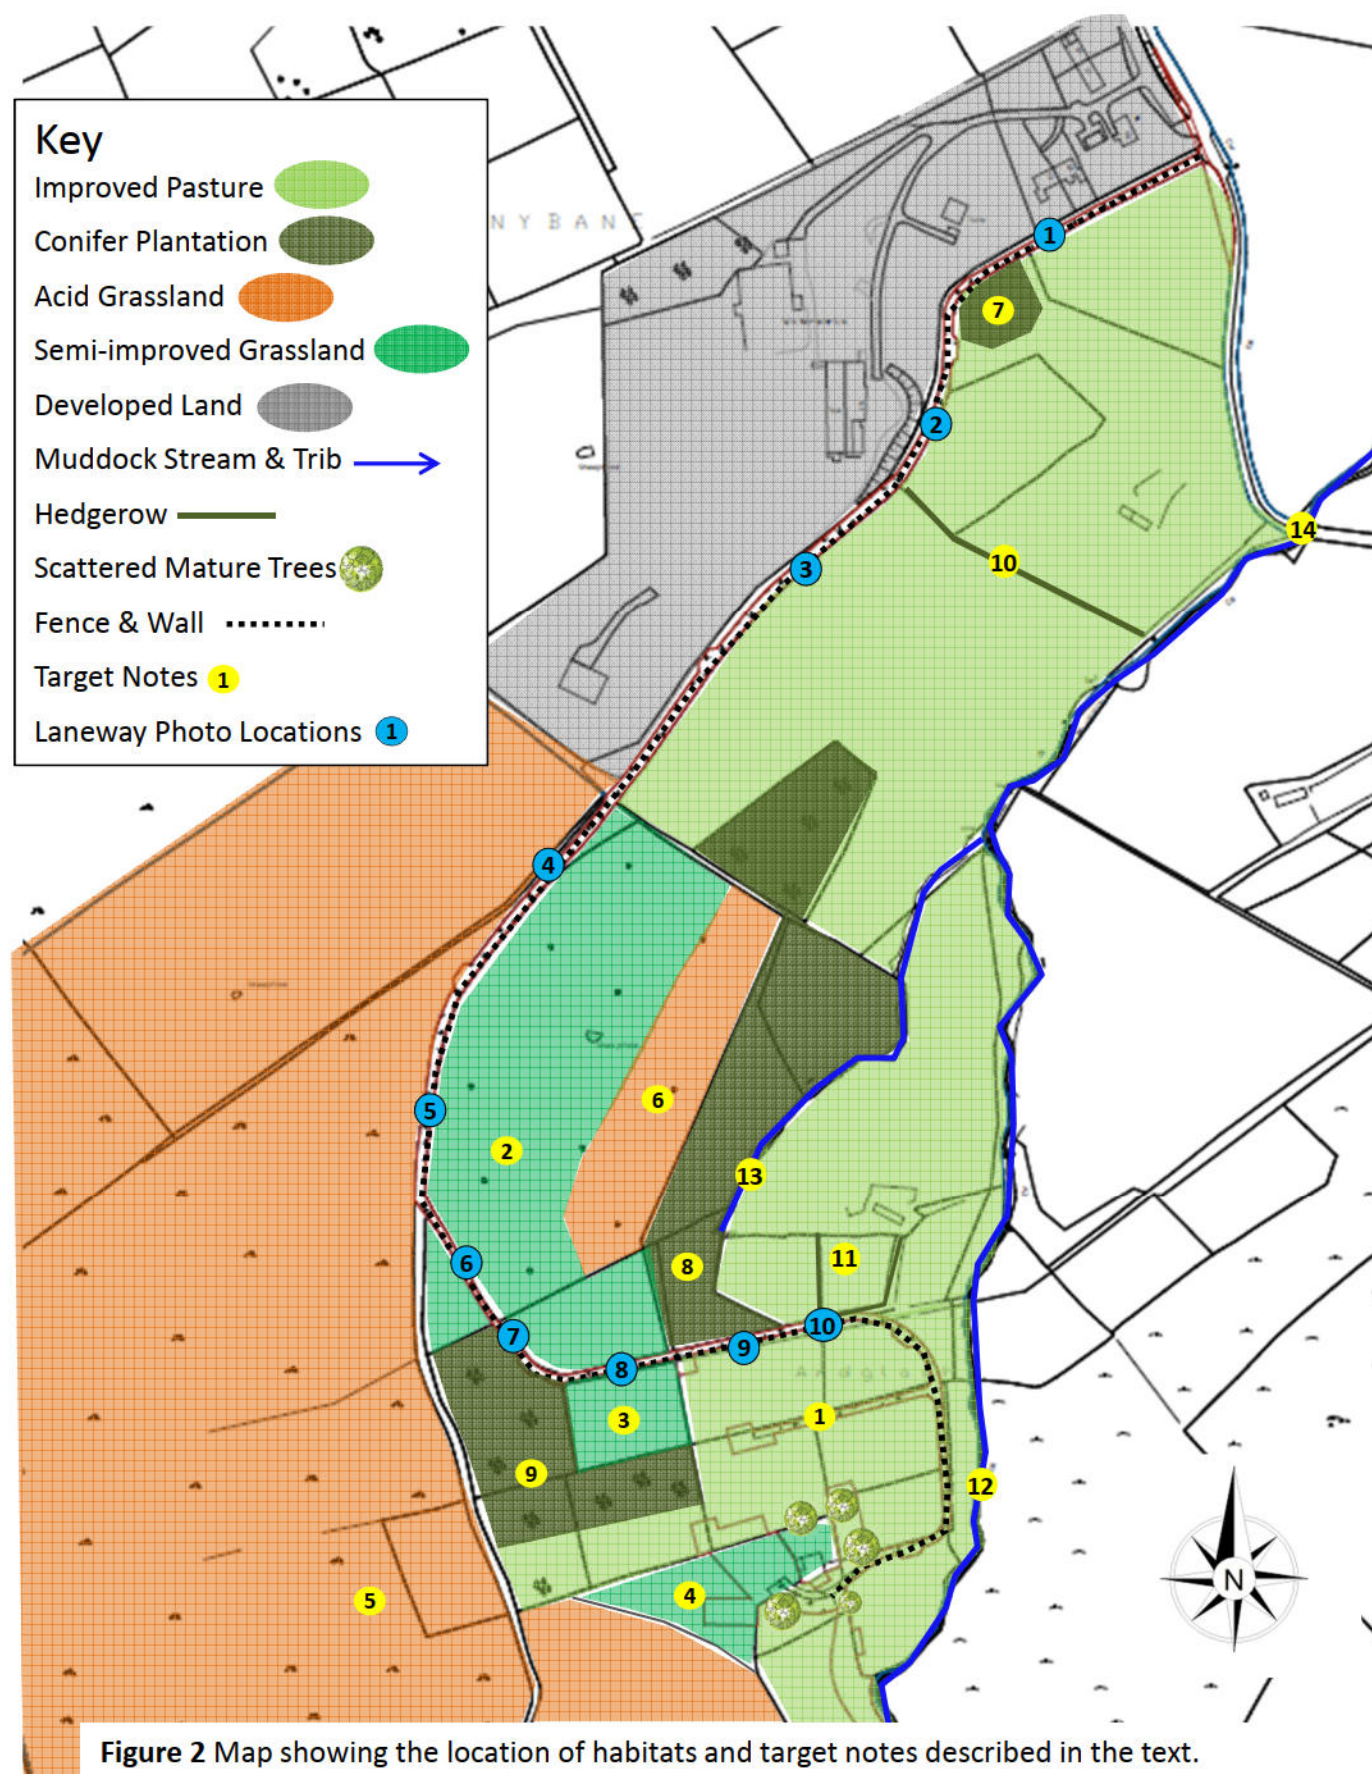 Key
Improved Pasture
Conifer Plantation
Acid Grassland
Semi-improved Grassland
Developed Land
Muddock Stream & Trib
Hedgerow
Scattered Mature Trees
Fence & Wall
Target Notes 1
Laneway Photo Locations 1
NYBANE
1
7
2
14
10
3
4
6
5
2
13
11
8
6
10
7
9
8
1
3
9
12
4
5
N
Figure 2 Map showing the location of habitats and target notes described in the text.